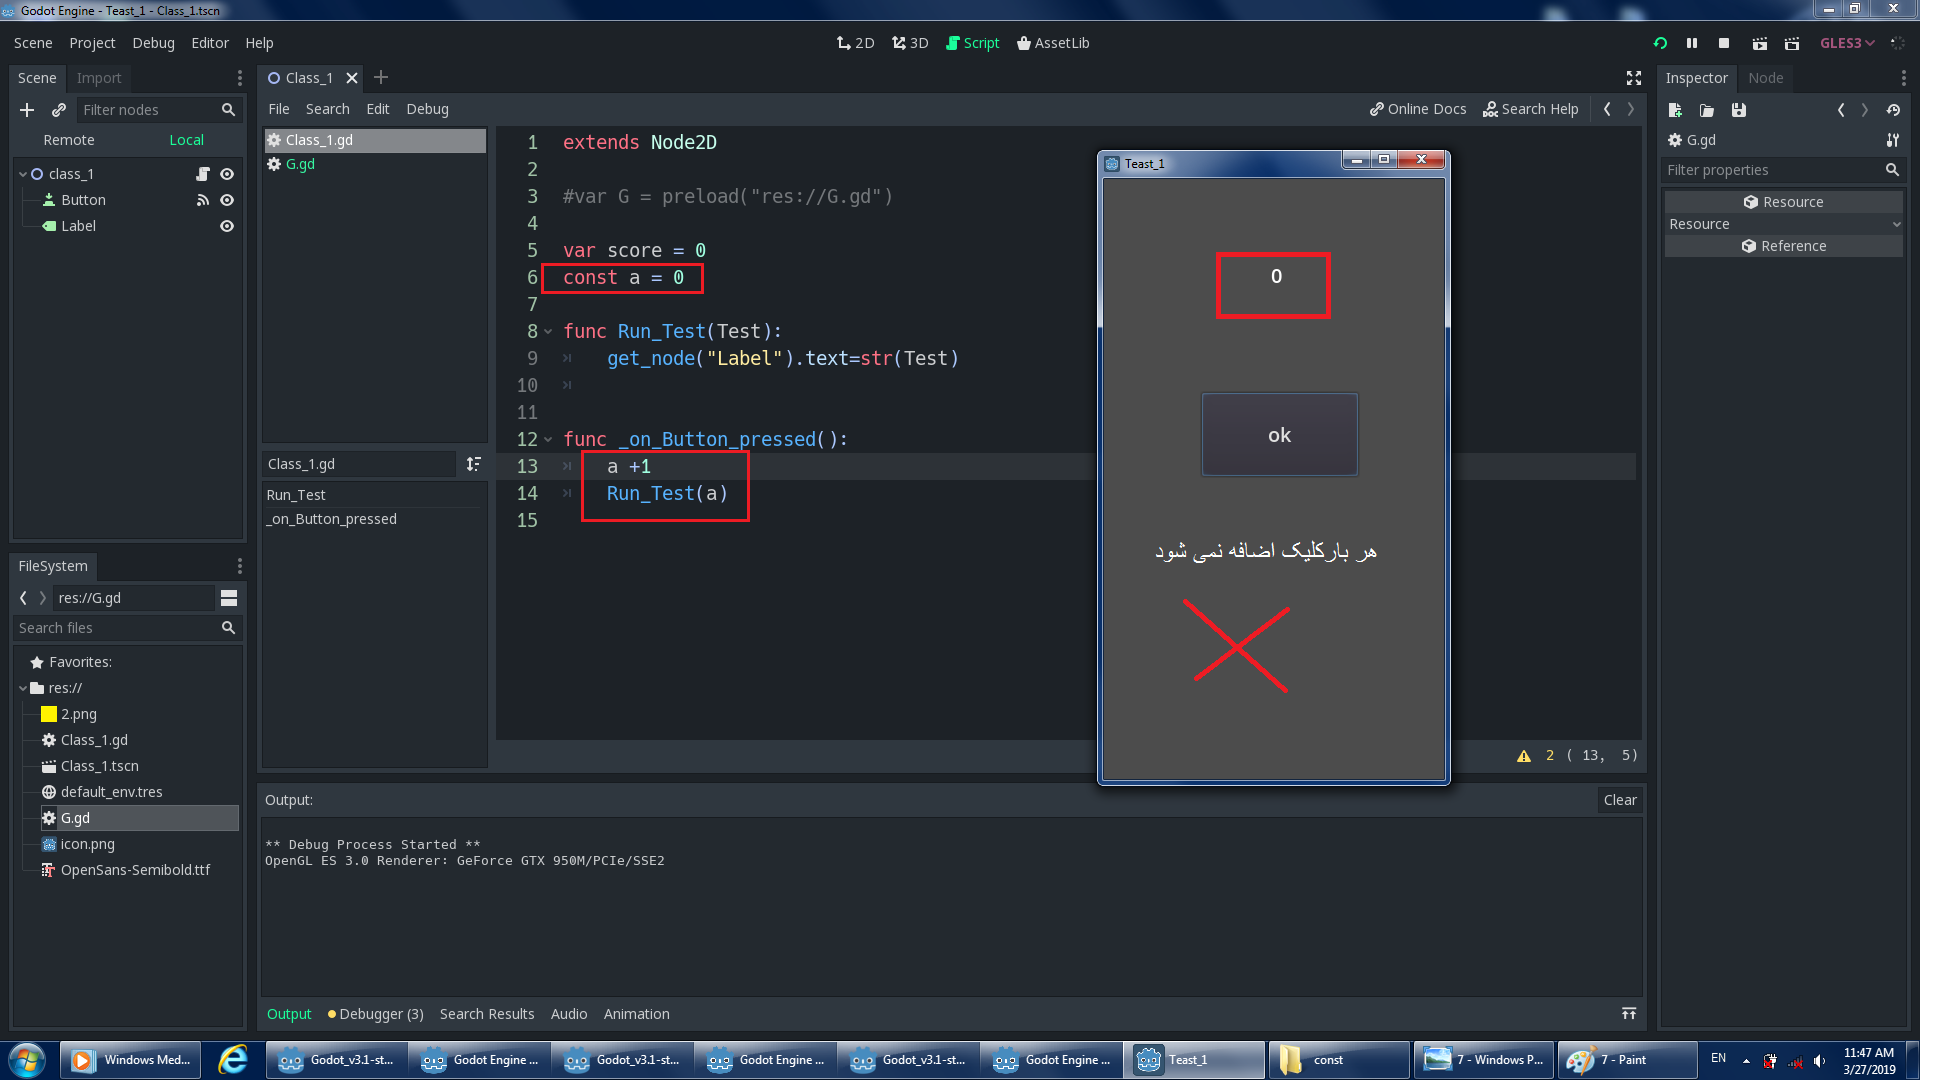 Godot Engine - Teast_1 - Class_1.tscn
Scene Project Debug Editor Help
2D 3D Script AssetLib
GLES3
Scene Import
Filter nodes
Remote Local
class_1
Button
Label
FileSystem
res://G.gd
Search files
Favorites:
res://
2.png
Class_1.gd
Class_1.tscn
default_env.tres
G.gd
icon.png
OpenSans-Semibold.ttf
Class_1
File Search Edit Debug
Online Docs Search Help
Class_1.gd
G.gd
Class_1.gd
Run_Test
_on_Button_pressed
1 extends Node2D
2
3 #var G = preload("res://G.gd")
4
5 var score = 0
6 const a = 0
7
8 func Run_Test(Test):
9 get_node("Label").text=str(Test)
10
11
12 func _on_Button_pressed():
13 a +1
14 Run_Test(a)
15
2 ( 13, 5)
Teast_1
0
ok
هر بارکلیک اضافه نمی شود
Output:
Clear
** Debug Process Started **
OpenGL ES 3.0 Renderer: GeForce GTX 950M/PCIe/SSE2
Output Debugger (3) Search Results Audio Animation
Inspector Node
G.gd
Filter properties
Resource
Resource
Reference
Windows Med...
Godot_v3.1-st...
Godot Engine ...
Godot_v3.1-st...
Godot Engine ...
Godot_v3.1-st...
Godot Engine ...
Teast_1
const
7 - Windows P...
7 - Paint
EN
11:47 AM
3/27/2019